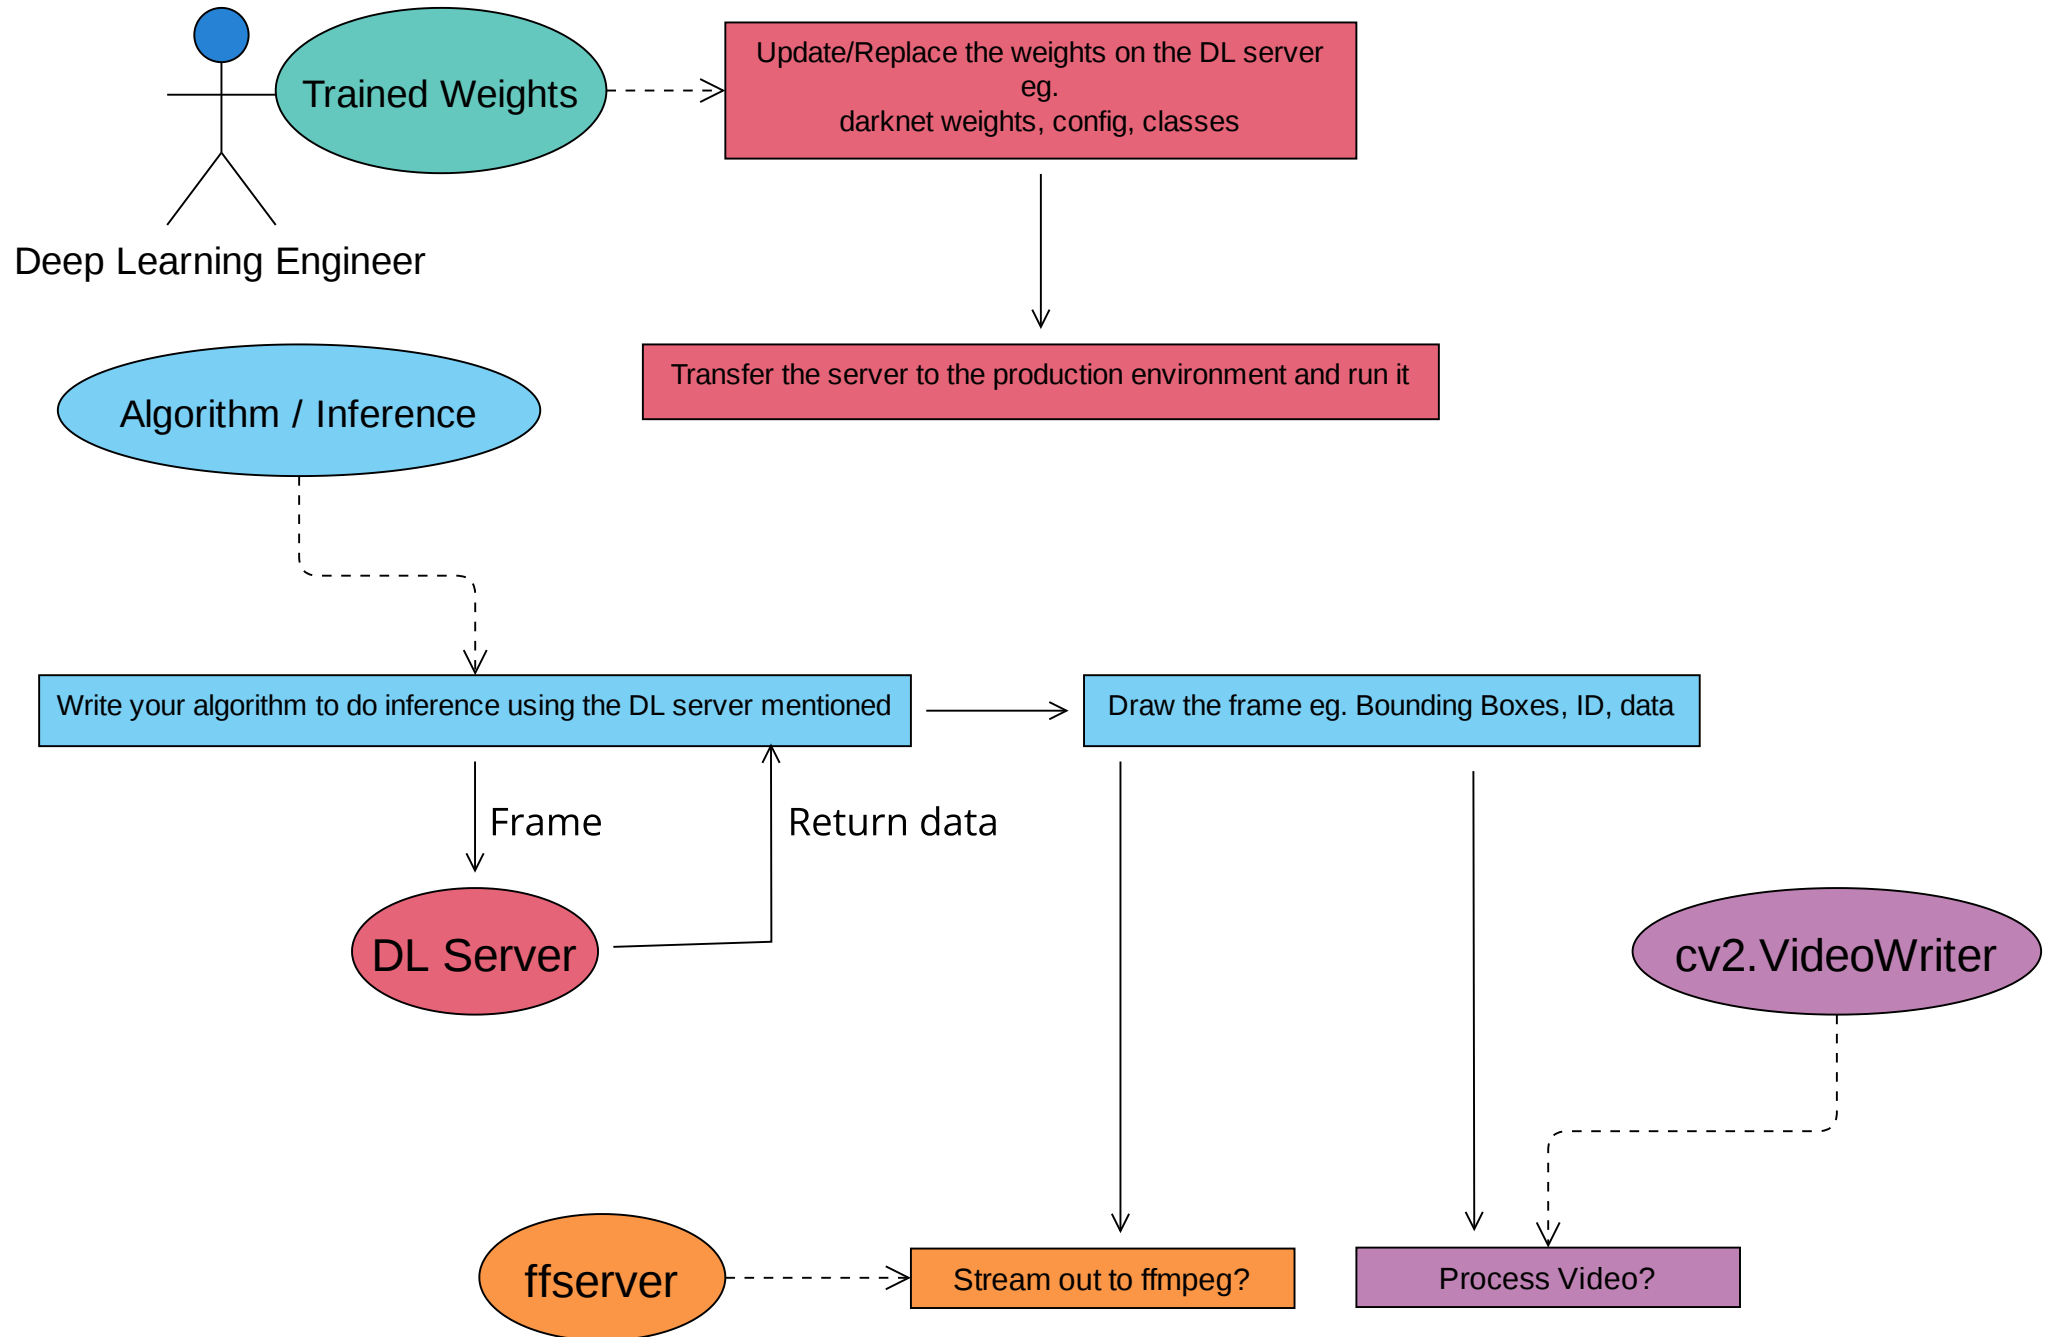 Trained Weights
Update/Replace the weights on the DL server
eg.
darknet weights, config, classes
Deep Learning Engineer
Transfer the server to the production environment and run it
Algorithm / Inference
Write your algorithm to do inference using the DL server mentioned
Draw the frame eg. Bounding Boxes, ID, data
Frame
Return data
DL Server
cv2.VideoWriter
ffserver
Stream out to ffmpeg?
Process Video?